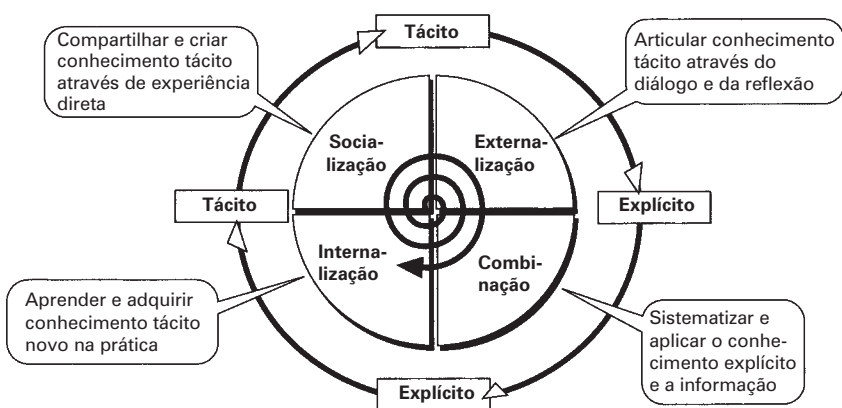 Tácito
Compartilhar e criar
conhecimento tácito
através de experiência
direta
Articular conhecimento
tácito através do
diálogo e da reflexão
Socia-
lização
Externa-
lização
Tácito
Explícito
Interna-
lização
Combi-
nação
Aprender e adquirir
conhecimento tácito
novo na prática
Sistematizar e
aplicar o conhe-
cimento explícito
e a informação
Explícito